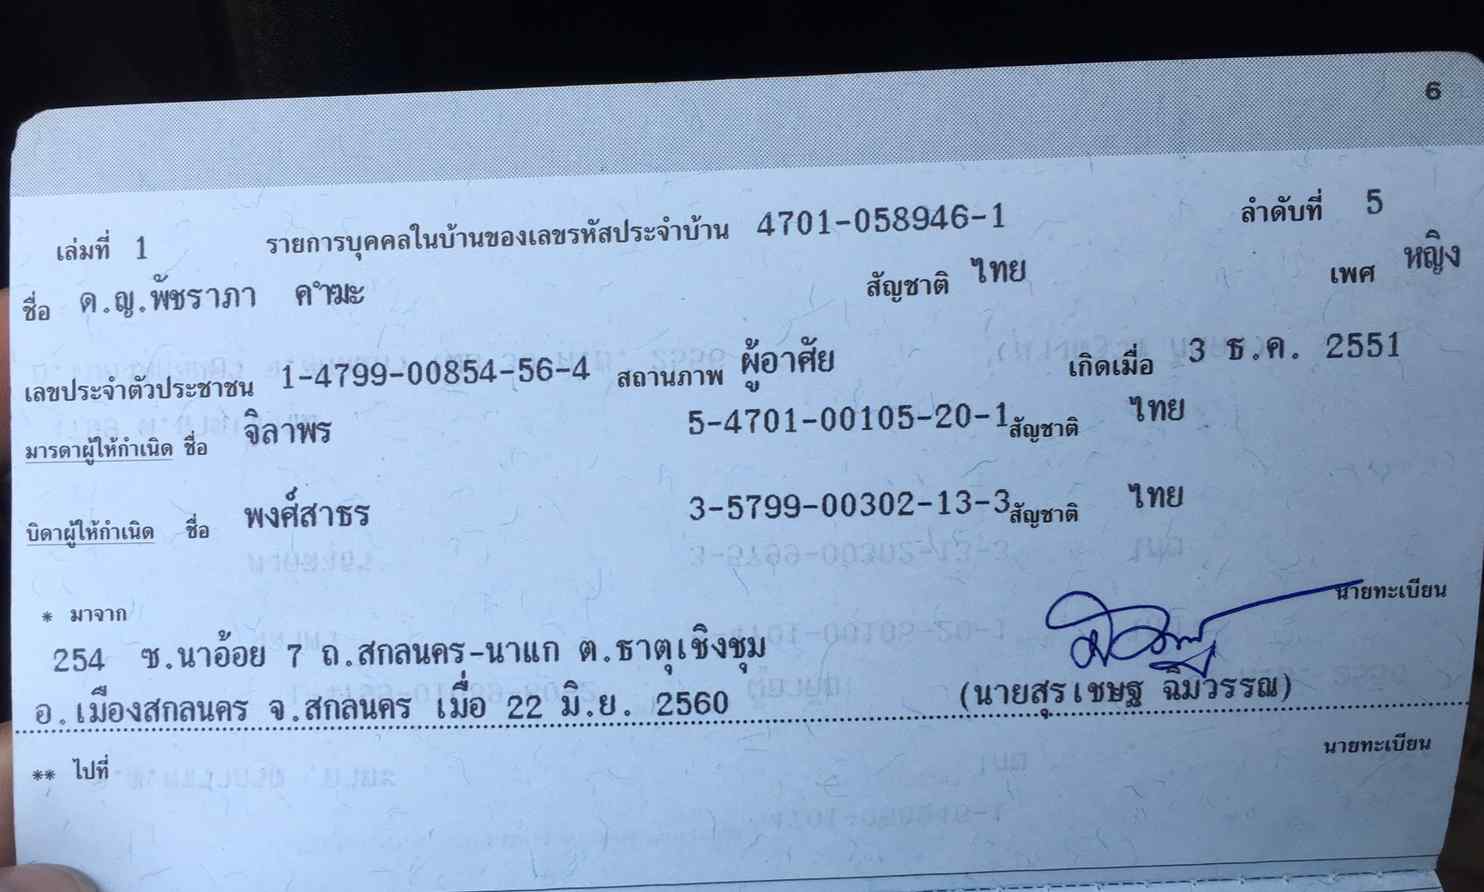 6
เล่มที่ 1 รายการบุคคลในบ้านของเลขรหัสประจำบ้าน 4701-058946-1 ลำดับที่ 5
ชื่อ ด.ญ.พัชราภา คำฆะ สัญชาติ ไทย เพศ หญิง
เลขประจำตัวประชาชน 1-4799-00854-56-4 สถานภาพ ผู้อาศัย เกิดเมื่อ 3 ธ.ค. 2551
มารดาผู้ให้กำเนิด ชื่อ จิลาพร 5-4701-00105-20-1 สัญชาติ ไทย
บิดาผู้ให้กำเนิด ชื่อ พงศ์สาธร 3-5799-00302-13-3 สัญชาติ ไทย
* มาจาก นายทะเบียน
254 ซ.นาอ้อย 7 ถ.สกลนคร-นาแก ต.ธาตุเชิงชุม
อ.เมืองสกลนคร จ.สกลนคร เมื่อ 22 มิ.ย. 2560 (นายสุรเชษฐ ฉิมวรรณ)
** ไปที่ นายทะเบียน